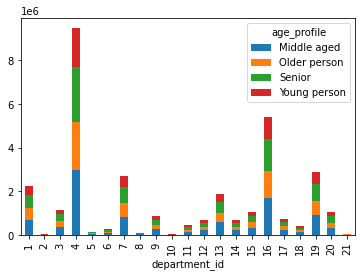 1e6
age_profile
Middle aged
Older person
Senior
Young person
8
6
4
2
0
1 2 3 4 5 6 7 8 9 10 11 12 13 14 15 16 17 18 19 20 21
department_id